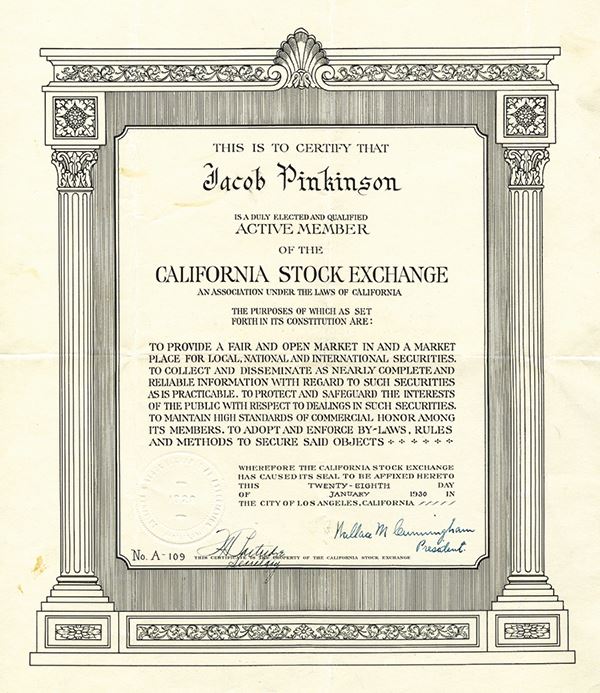 THIS IS TO CERTIFY THAT
Jacob Pinkinson
IS A DULY ELECTED AND QUALIFIED
ACTIVE MEMBER
OF THE
CALIFORNIA STOCK EXCHANGE
AN ASSOCIATION UNDER THE LAWS OF CALIFORNIA
THE PURPOSES OF WHICH AS SET
FORTH IN ITS CONSTITUTION ARE:
TO PROVIDE A FAIR AND OPEN MARKET IN AND A MARKET
PLACE FOR LOCAL, NATIONAL AND INTERNATIONAL SECURITIES.
TO COLLECT AND DISSEMINATE AS NEARLY COMPLETE AND
RELIABLE INFORMATION WITH REGARD TO SUCH SECURITIES
AS IS PRACTICABLE. TO PROTECT AND SAFEGUARD THE INTERESTS
OF THE PUBLIC WITH RESPECT TO DEALINGS IN SUCH SECURITIES.
TO MAINTAIN HIGH STANDARDS OF COMMERCIAL HONOR AMONG
ITS MEMBERS. TO ADOPT AND ENFORCE BY-LAWS, RULES
AND METHODS TO SECURE SAID OBJECTS
WHEREFORE THE CALIFORNIA STOCK EXCHANGE
HAS CAUSED ITS SEAL TO BE AFFIXED HERETO
THIS TWENTY-EIGHTH DAY
OF JANUARY 1930 IN
THE CITY OF LOS ANGELES, CALIFORNIA
Wallace M Cunningham
President.
Secretary
No. A-109
THIS CERTIFICATE IS THE PROPERTY OF THE CALIFORNIA STOCK EXCHANGE